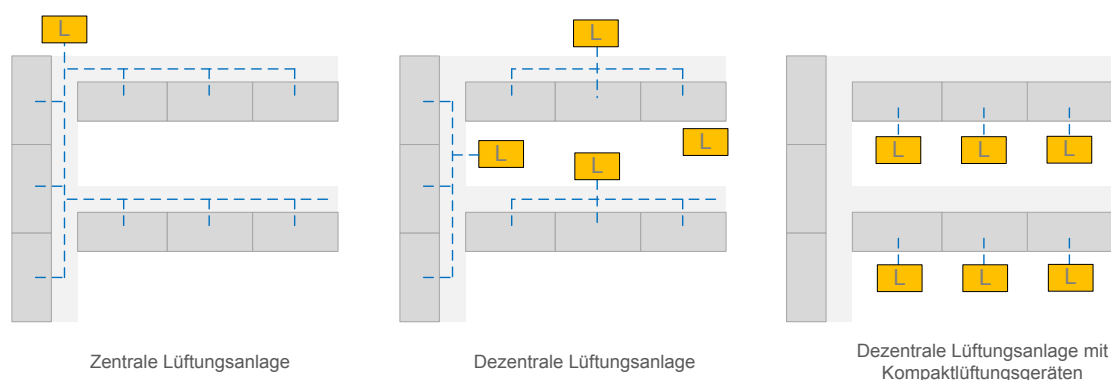 L
L
L
L
L
L
L
L
L
L
L
Zentrale Lüftungsanlage
Dezentrale Lüftungsanlage
Dezentrale Lüftungsanlage mit
Kompaktlüftungsgeräten